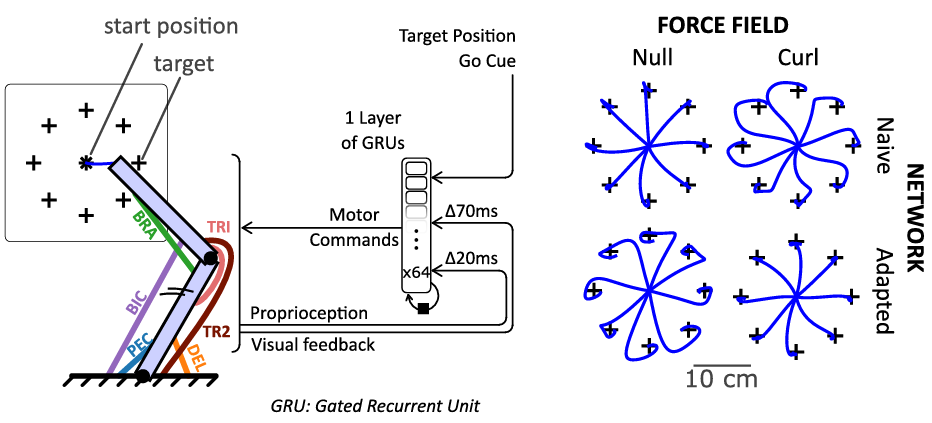 start position
target
Target Position
Go Cue
1 Layer
of GRUs
Motor
Commands
Δ70ms
Δ20ms
x64
Proprioception
Visual feedback
BRA
TRI
BIC
TR2
PEC
DEL
GRU: Gated Recurrent Unit
FORCE FIELD
Null
Curl
Naive
Adapted
NETWORK
10 cm